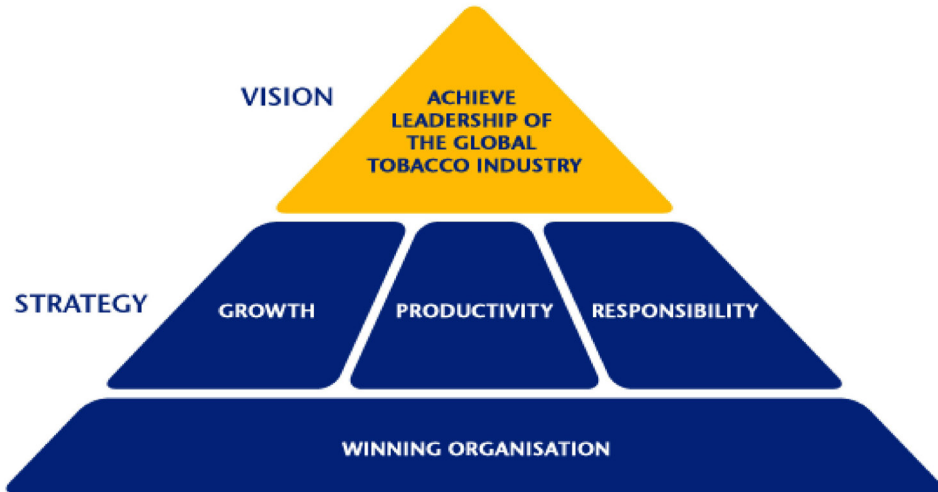 VISION
ACHIEVE
LEADERSHIP OF
THE GLOBAL
TOBACCO INDUSTRY
STRATEGY
GROWTH
PRODUCTIVITY
RESPONSIBILITY
WINNING ORGANISATION